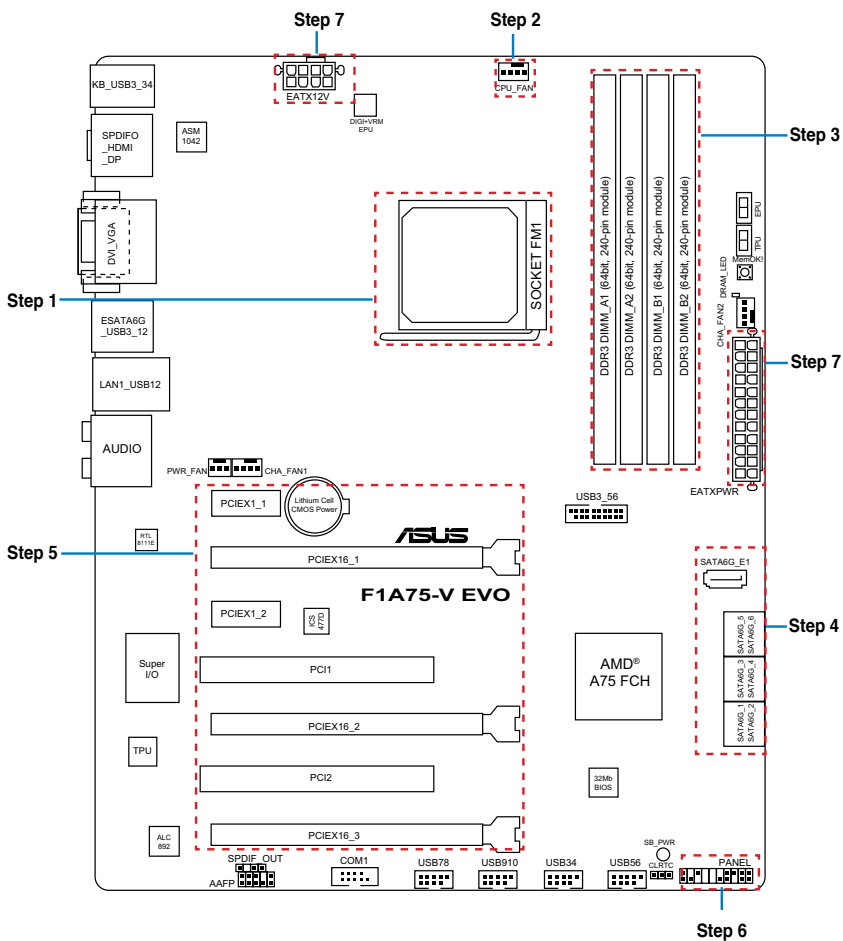 Step 7
Step 2
KB_USB3_34
EATX12V
CPU_FAN
DIGI+VRM
EPU
SPDIFO
_HDMI
_DP
ASM
1042
Step 3
DVI_VGA
SOCKET FM1
DDR3 DIMM_A1 (64bit, 240-pin module)
DDR3 DIMM_A2 (64bit, 240-pin module)
DDR3 DIMM_B1 (64bit, 240-pin module)
DDR3 DIMM_B2 (64bit, 240-pin module)
EPU
TPU
MemOK!
DRAM_LED
CHA_FAN2
Step 1
ESATA6G
_USB3_12
Step 7
LAN1_USB12
AUDIO
PWR_FAN
CHA_FAN1
EATXPWR
PCIEX1_1
Lithium Cell
CMOS Power
USB3_56
RTL
8111E
ASUS
Step 5
PCIEX16_1
SATA6G_E1
F1A75-V EVO
PCIEX1_2
ICS
477D
SATA6G_5
SATA6G_6
Step 4
Super
I/O
PCI1
AMD®
A75 FCH
SATA6G_3
SATA6G_4
SATA6G_1
SATA6G_2
PCIEX16_2
TPU
PCI2
32Mb
BIOS
ALC
892
PCIEX16_3
SB_PWR
SPDIF_OUT
COM1
USB78
USB910
USB34
USB56
CLRTC
PANEL
AAFP
Step 6